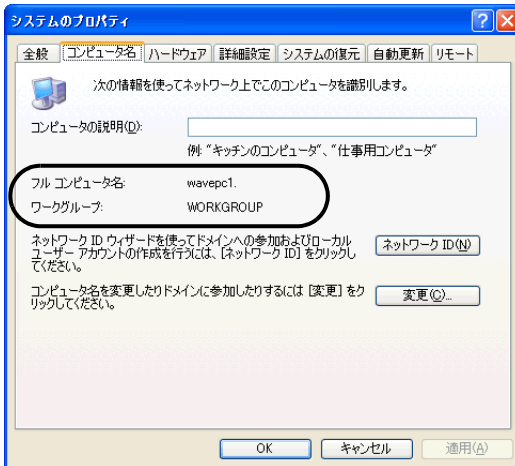 システムのプロパティ
全般 コンピュータ名 ハードウェア 詳細設定 システムの復元 自動更新 リモート
次の情報を使ってネットワーク上でこのコンピュータを識別します。
コンピュータの説明(D):
例: "キッチンのコンピュータ"、"仕事用コンピュータ"
フル コンピュータ名: wavepc1.
ワークグループ: WORKGROUP
ネットワーク ID ウィザードを使ってドメインへの参加およびローカル
ユーザー アカウントの作成を行うには、[ネットワーク ID] をクリックし
てください。
ネットワーク ID(N)
コンピュータ名を変更したりドメインに参加したりするには [変更] をク
リックしてください。
変更(C)...
OK キャンセル 適用(A)